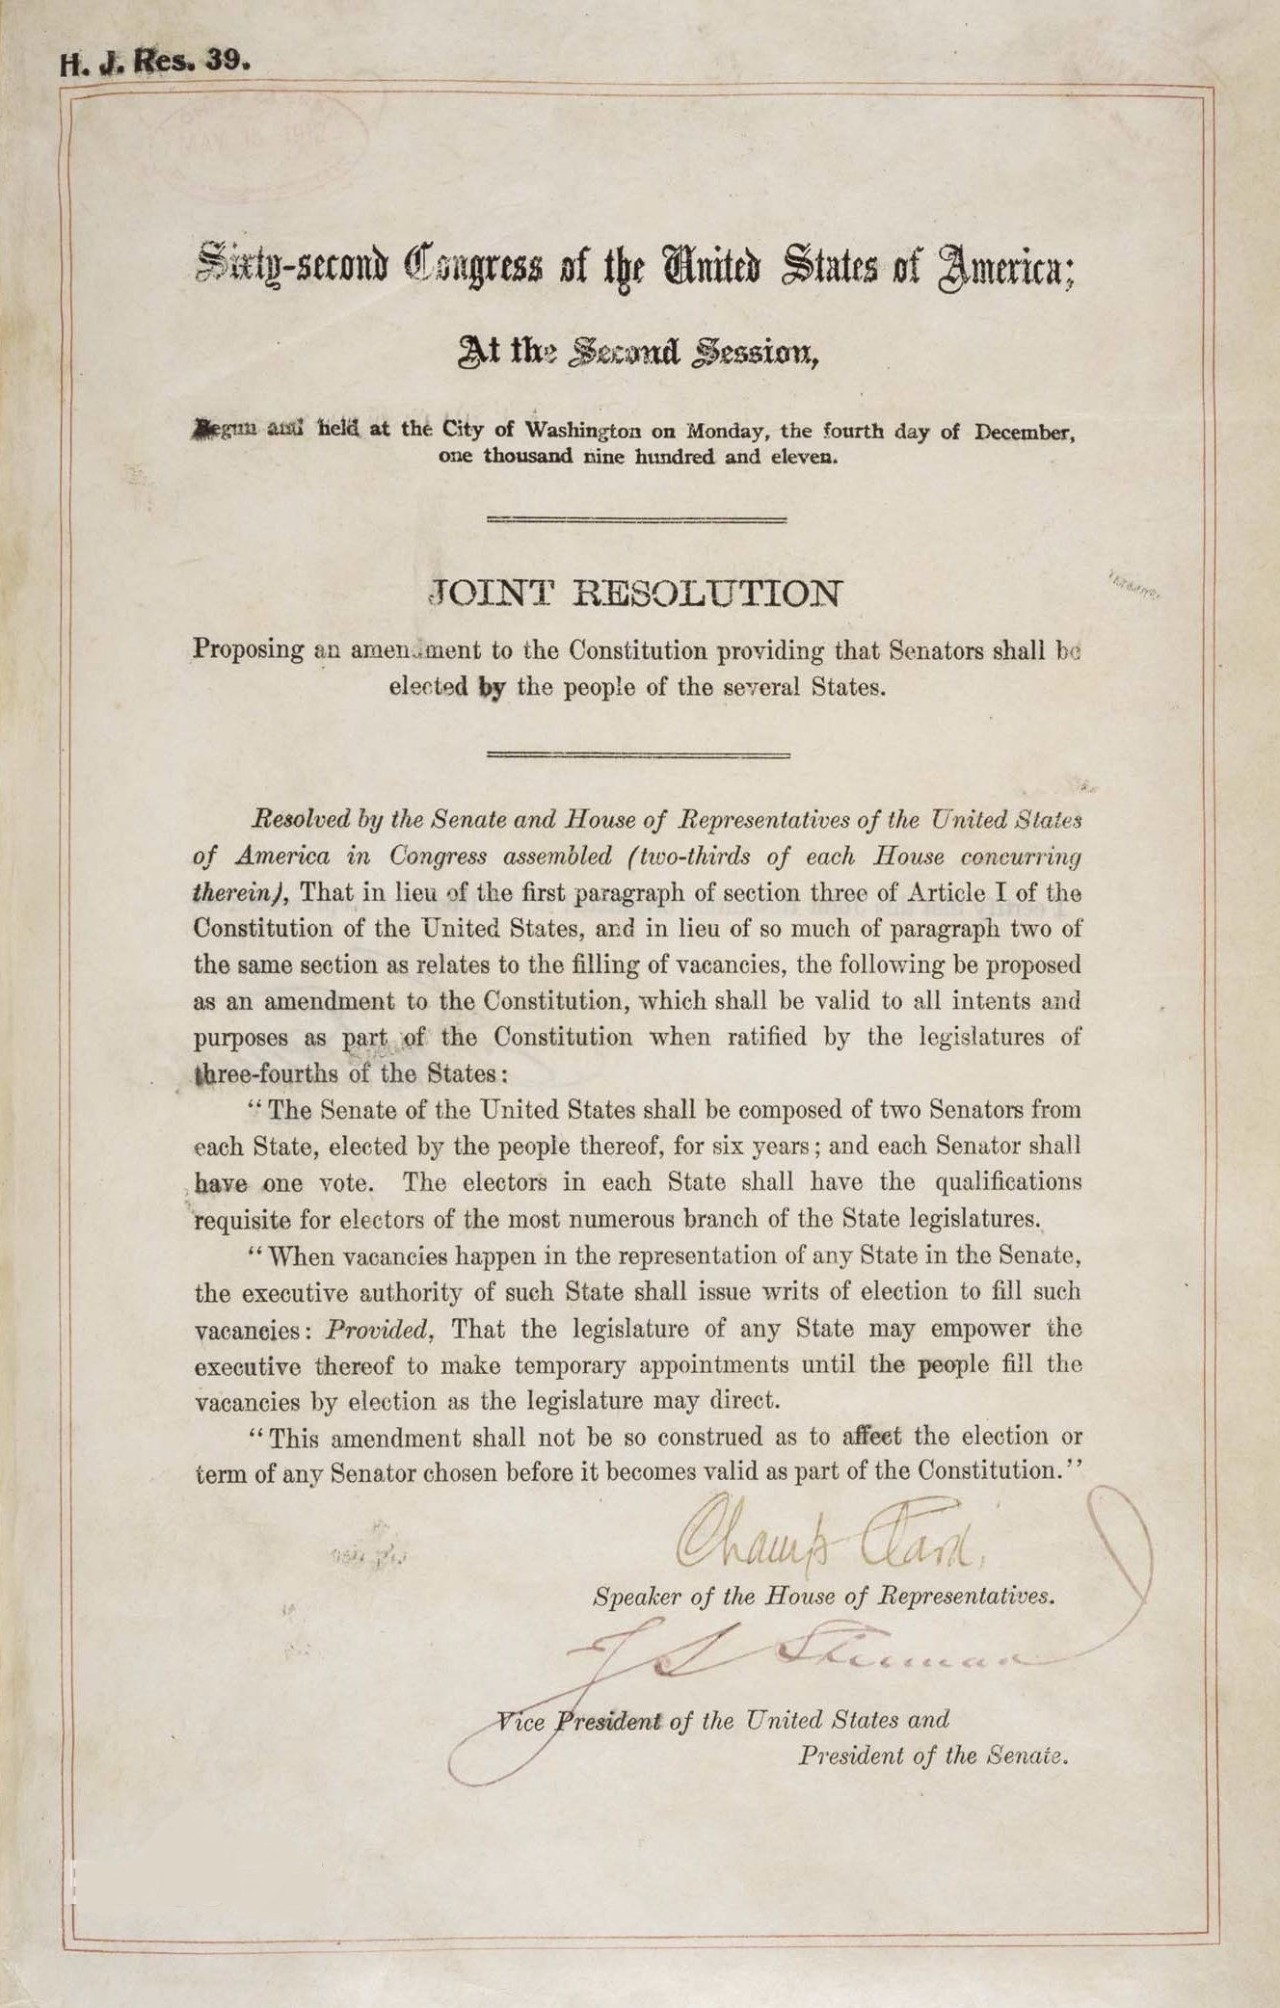 H. J. Res. 39.
MAY 1912
Sixty-second Congress of the United States of America;
At the Second Session,
Begun and held at the City of Washington on Monday, the fourth day of December,
one thousand nine hundred and eleven.
JOINT RESOLUTION
Proposing an amendment to the Constitution providing that Senators shall be
elected by the people of the several States.
Resolved by the Senate and House of Representatives of the United States
of America in Congress assembled (two-thirds of each House concurring
therein), That in lieu of the first paragraph of section three of Article I of the
Constitution of the United States, and in lieu of so much of paragraph two of
the same section as relates to the filling of vacancies, the following be proposed
as an amendment to the Constitution, which shall be valid to all intents and
purposes as part of the Constitution when ratified by the legislatures of
three-fourths of the States:
"The Senate of the United States shall be composed of two Senators from
each State, elected by the people thereof, for six years; and each Senator shall
have one vote. The electors in each State shall have the qualifications
requisite for electors of the most numerous branch of the State legislatures.
"When vacancies happen in the representation of any State in the Senate,
the executive authority of such State shall issue writs of election to fill such
vacancies: Provided, That the legislature of any State may empower the
executive thereof to make temporary appointments until the people fill the
vacancies by election as the legislature may direct.
"This amendment shall not be so construed as to affect the election or
term of any Senator chosen before it becomes valid as part of the Constitution."
Champ Clark.
Speaker of the House of Representatives.
J S Sherman
Vice President of the United States and
President of the Senate.